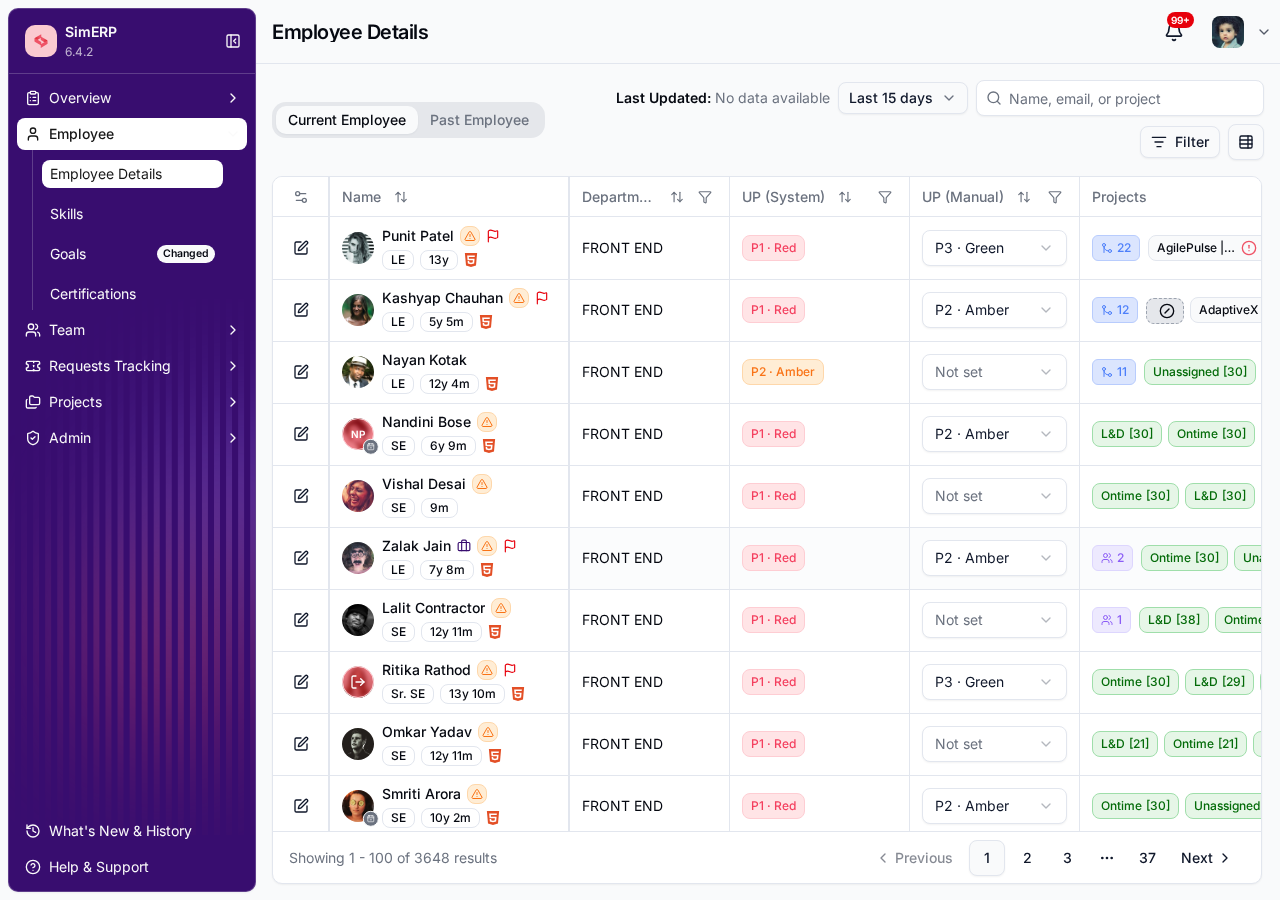 SimERP
6.4.2
Overview
Employee
Employee Details
Skills
Goals
Changed
Certifications
Team
Requests Tracking
Projects
Admin
What's New & History
Help & Support
Employee Details
99+
Current Employee
Past Employee
Last Updated: No data available
Last 15 days
Name, email, or project
Filter
Name
Departm...
UP (System)
UP (Manual)
Projects
Punit Patel
LE 13y
FRONT END
P1 · Red
P3 · Green
22
AgilePulse |...
Kashyap Chauhan
LE 5y 5m
FRONT END
P1 · Red
P2 · Amber
12
AdaptiveX
Nayan Kotak
LE 12y 4m
FRONT END
P2 · Amber
Not set
11
Unassigned [30]
NP
Nandini Bose
SE 6y 9m
FRONT END
P1 · Red
P2 · Amber
L&D [30]
Ontime [30]
Vishal Desai
SE 9m
FRONT END
P1 · Red
Not set
Ontime [30]
L&D [30]
Zalak Jain
LE 7y 8m
FRONT END
P1 · Red
P2 · Amber
2
Ontime [30]
Una
Lalit Contractor
SE 12y 11m
FRONT END
P1 · Red
Not set
1
L&D [38]
Ontime
Ritika Rathod
Sr. SE 13y 10m
FRONT END
P1 · Red
P3 · Green
Ontime [30]
L&D [29]
Omkar Yadav
SE 12y 11m
FRONT END
P1 · Red
Not set
L&D [21]
Ontime [21]
Smriti Arora
SE 10y 2m
FRONT END
P1 · Red
P2 · Amber
Ontime [30]
Unassigned
Showing 1 - 100 of 3648 results
Previous
1
2
3
···
37
Next